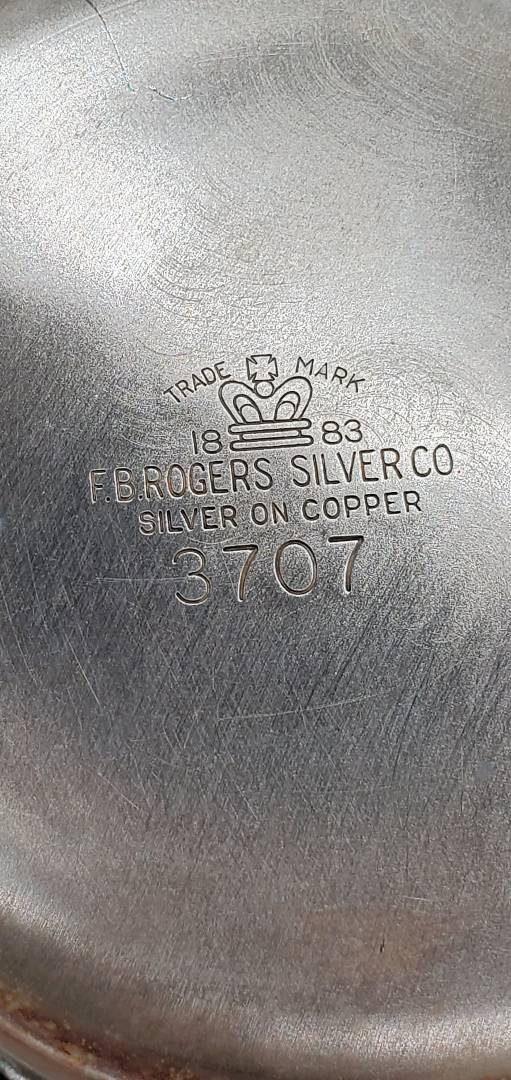 TRADE MARK
18 83
F.B.ROGERS SILVER CO.
SILVER ON COPPER
3707